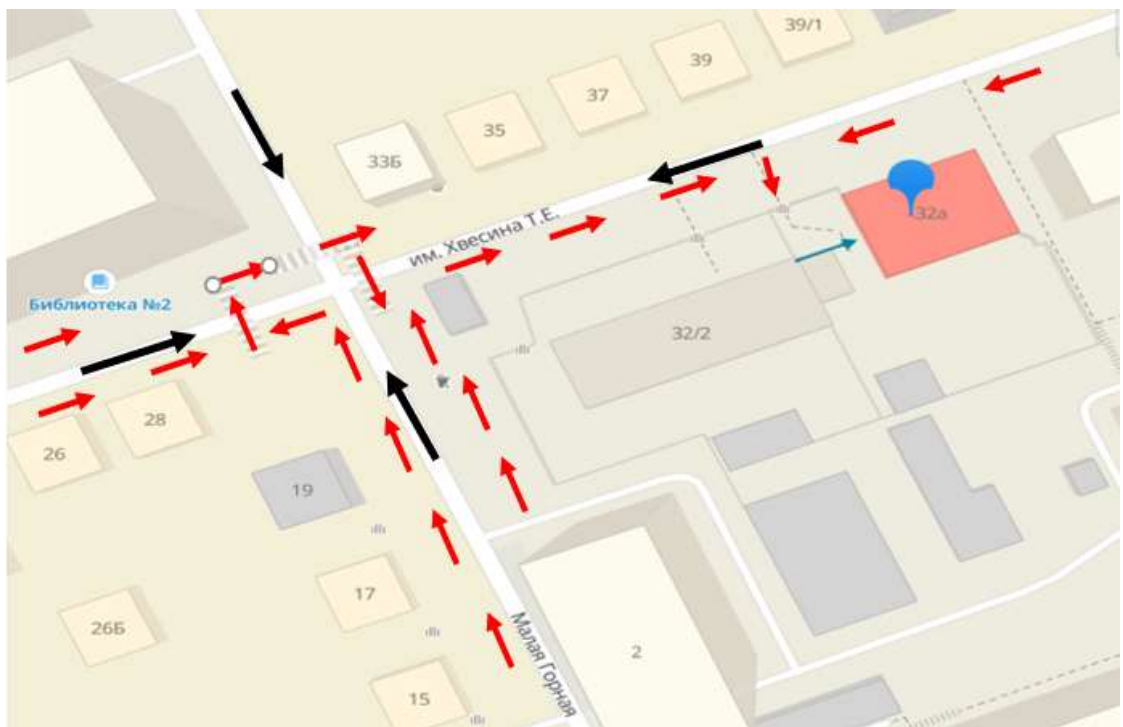 39/1
39
37
35
33Б
им. Хвесина Т.Е.
32а
Библиотека №2
32/2
28
26
19
17
26Б
Малая Горная
2
15